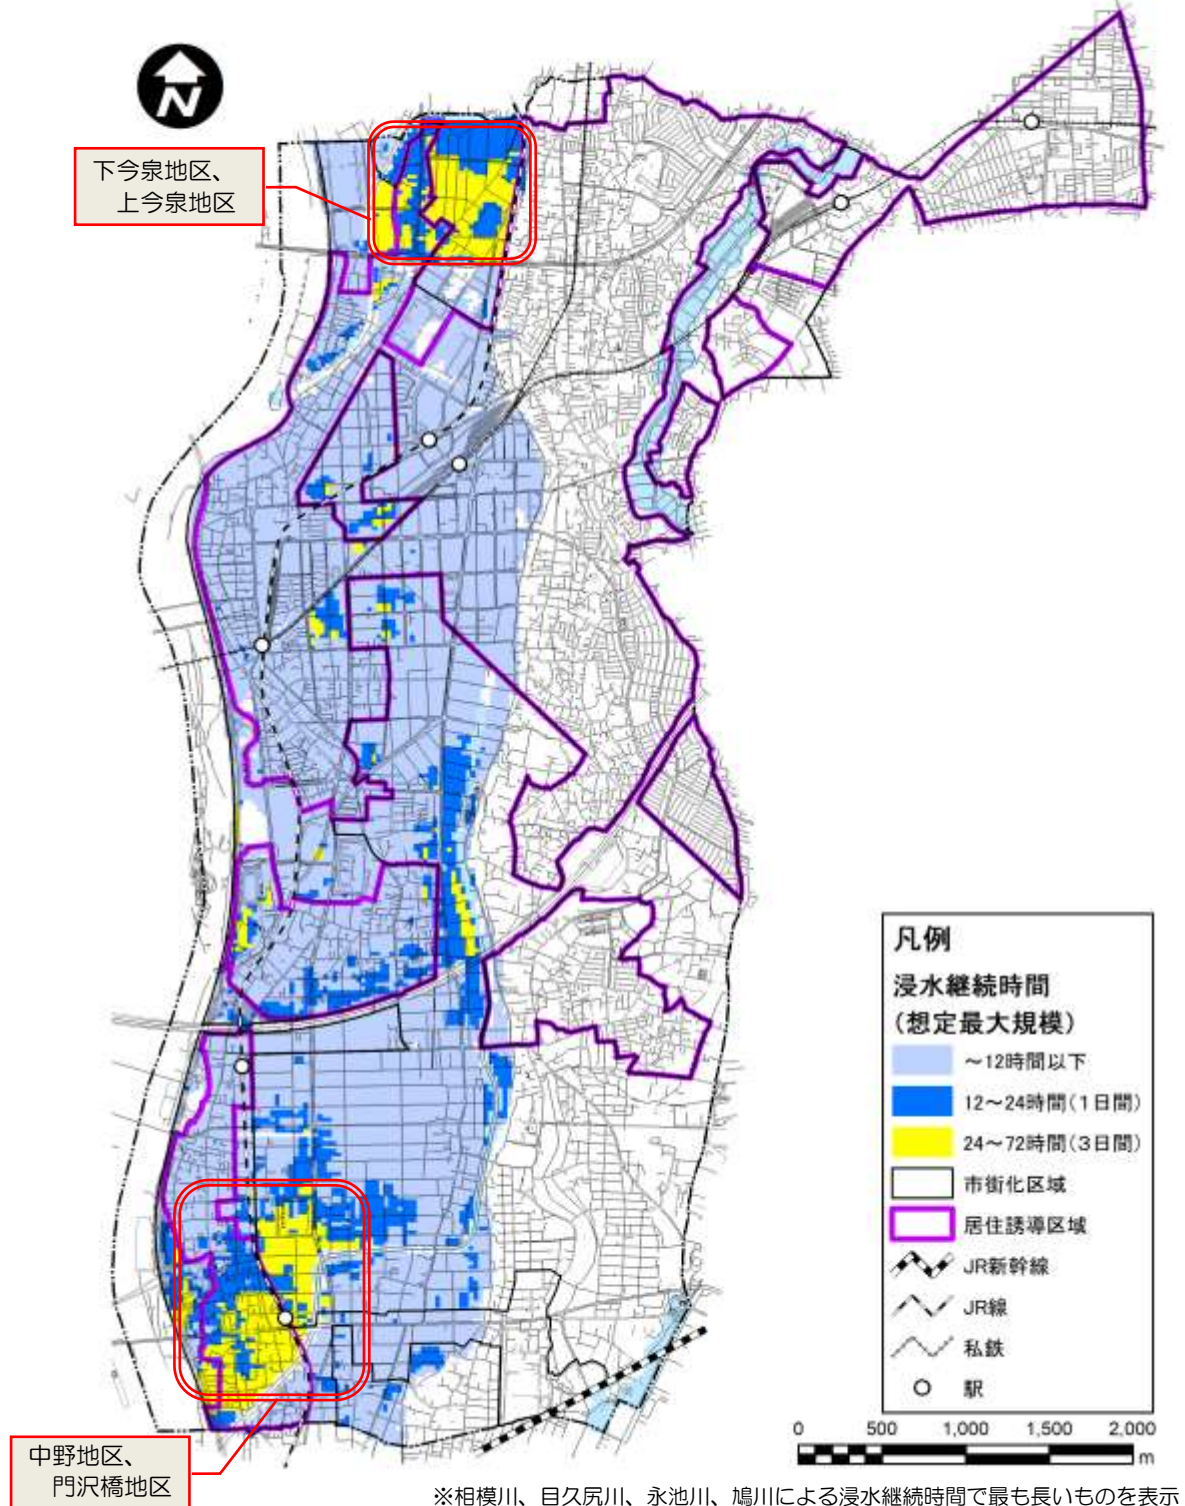 N
下今泉地区、
上今泉地区
凡例
浸水継続時間
(想定最大規模)
～12時間以下
12～24時間(1日間)
24～72時間(3日間)
市街化区域
居住誘導区域
JR新幹線
JR線
私鉄
駅
0 500 1,000 1,500 2,000
m
中野地区、
門沢橋地区
※相模川、目久尻川、永池川、鳩川による浸水継続時間で最も長いものを表示